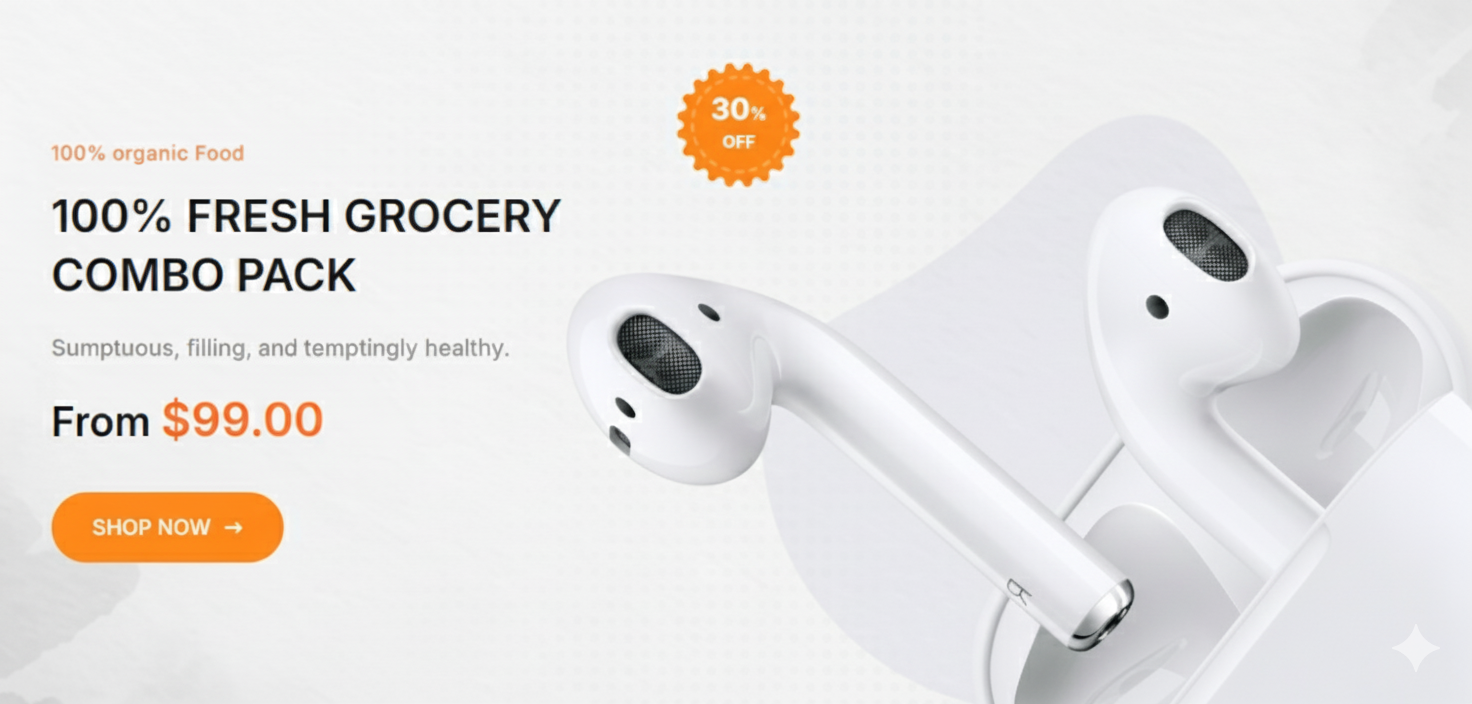 30%
OFF
100% organic Food
100% FRESH GROCERY
COMBO PACK
Sumptuous, filling, and temptingly healthy.
From $99.00
SHOP NOW →